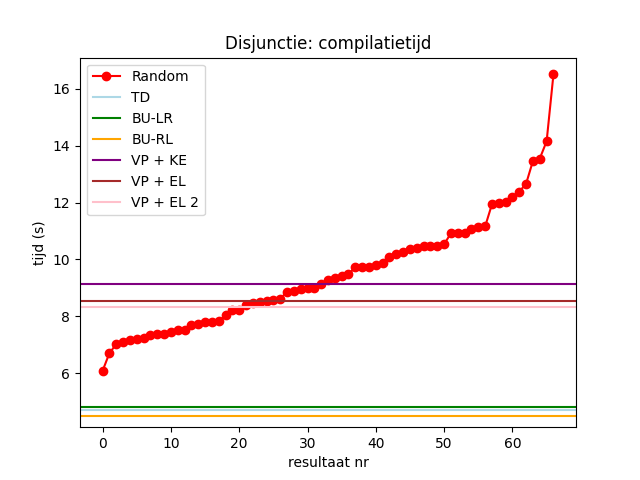 Disjunctie: compilatietijd
Random
TD
BU-LR
BU-RL
VP + KE
VP + EL
VP + EL 2
tijd (s)
16
14
12
10
8
6
0 10 20 30 40 50 60
resultaat nr